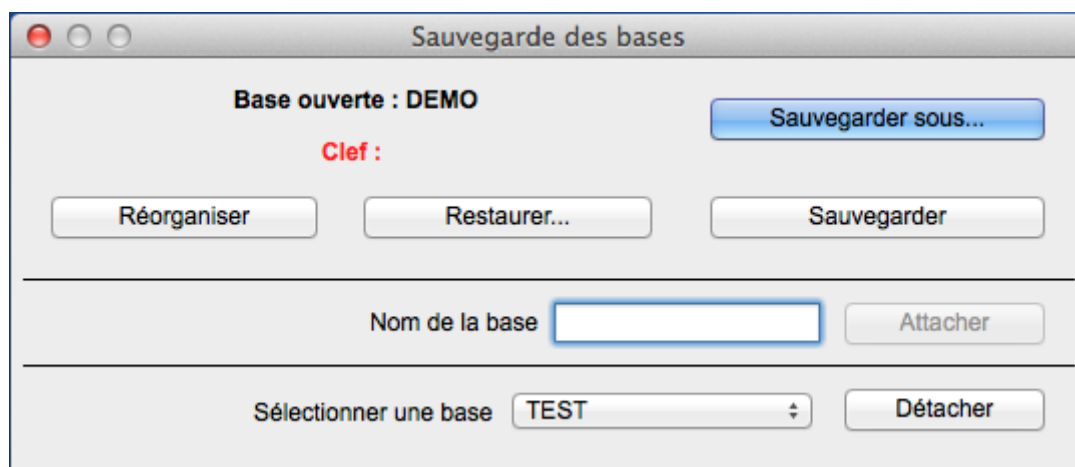 Sauvegarde des bases
Base ouverte : DEMO
Sauvegarder sous...
Clef :
Réorganiser Restaurer... Sauvegarder
Nom de la base Attacher
Sélectionner une base TEST Détacher